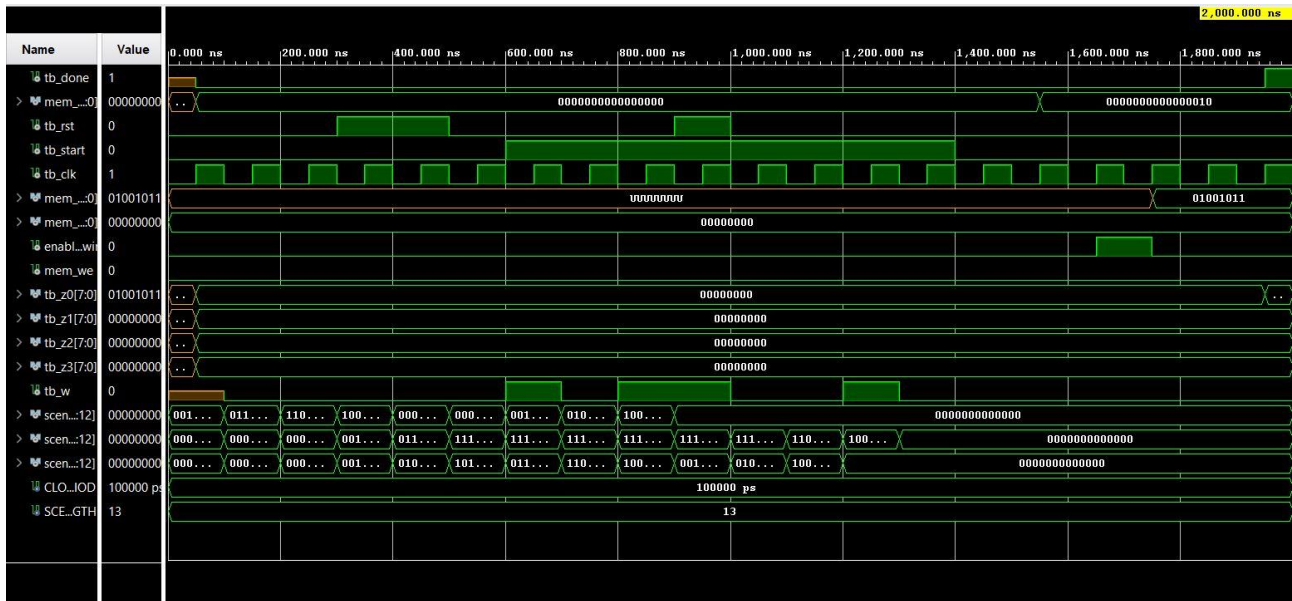 2,000.000 ns
Name Value 0.000 ns 200.000 ns 400.000 ns 600.000 ns 800.000 ns 1,000.000 ns 1,200.000 ns 1,400.000 ns 1,600.000 ns 1,800.000 ns
tb_done 1
mem_...:0] 00000000 .. 0000000000000000 0000000000000010
tb_rst 0
tb_start 0
tb_clk 1
mem_...:0] 01001011 UUUUUUUU 01001011
mem_...:0] 00000000 00000000
enabl...wi 0
mem_we 0
tb_z0[7:0] 01001011 .. 00000000 ..
tb_z1[7:0] 00000000 .. 00000000
tb_z2[7:0] 00000000 .. 00000000
tb_z3[7:0] 00000000 .. 00000000
tb_w 0
scen...:12] 00000000 001... 011... 110... 100... 000... 000... 001... 010... 100... 0000000000000
scen...:12] 00000000 000... 000... 000... 001... 011... 111... 111... 111... 111... 111... 111... 110... 100... 0000000000000
scen...:12] 00000000 000... 000... 000... 001... 010... 101... 011... 110... 100... 001... 010... 100... 0000000000000
CLO...IOD 100000 ps 100000 ps
SCE...GTH 13 13